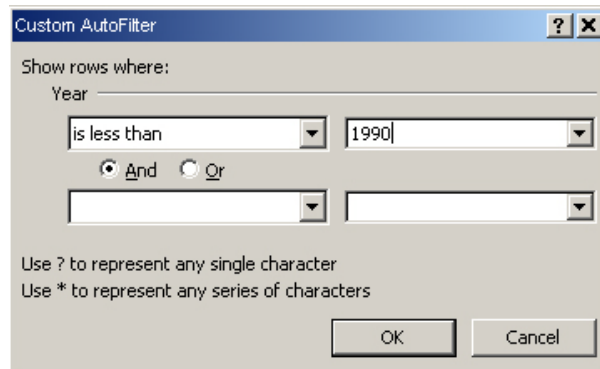 Custom AutoFilter ?
Show rows where:
Year
is less than 1990
And Or
Use ? to represent any single character
Use * to represent any series of characters
OK Cancel